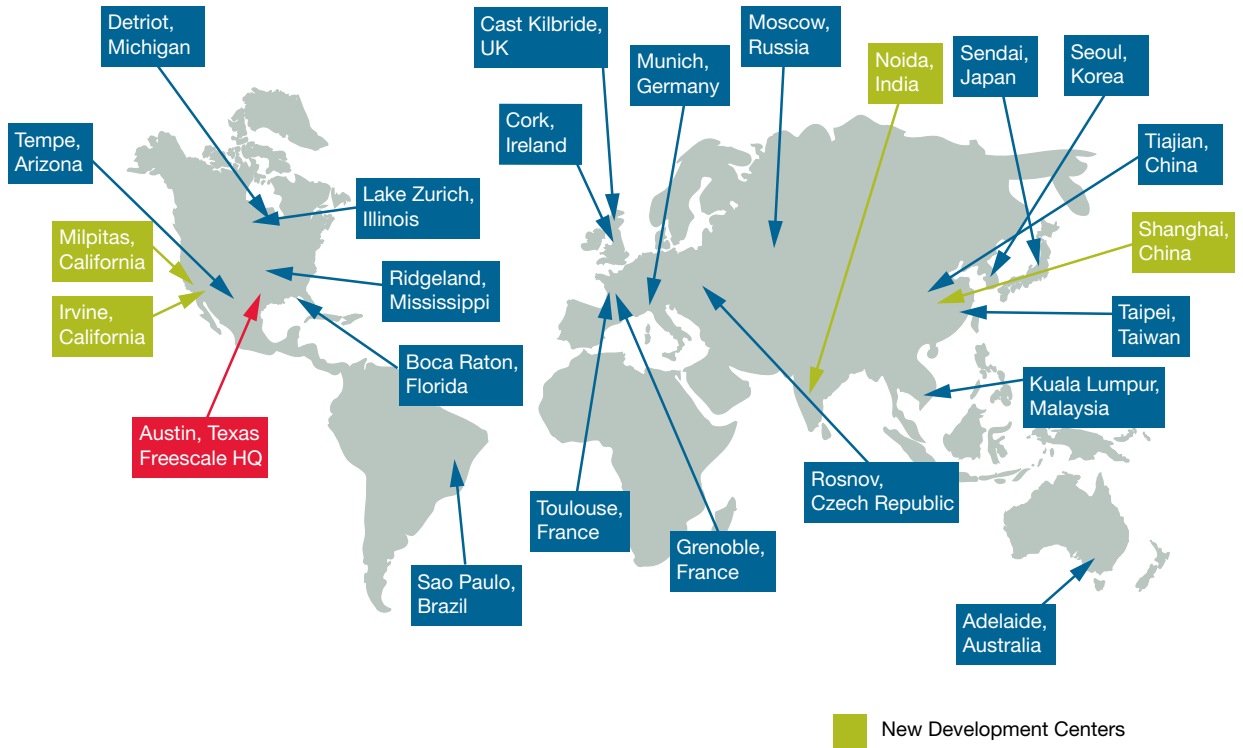 Detriot,
Michigan
Cast Kilbride,
UK
Moscow,
Russia
Munich,
Germany
Noida,
India
Sendai,
Japan
Seoul,
Korea
Cork,
Ireland
Tempe,
Arizona
Tiajian,
China
Lake Zurich,
Illinois
Milpitas,
California
Shanghai,
China
Ridgeland,
Mississippi
Irvine,
California
Taipei,
Taiwan
Boca Raton,
Florida
Kuala Lumpur,
Malaysia
Austin, Texas
Freescale HQ
Rosnov,
Czech Republic
Toulouse,
France
Grenoble,
France
Sao Paulo,
Brazil
Adelaide,
Australia
New Development Centers